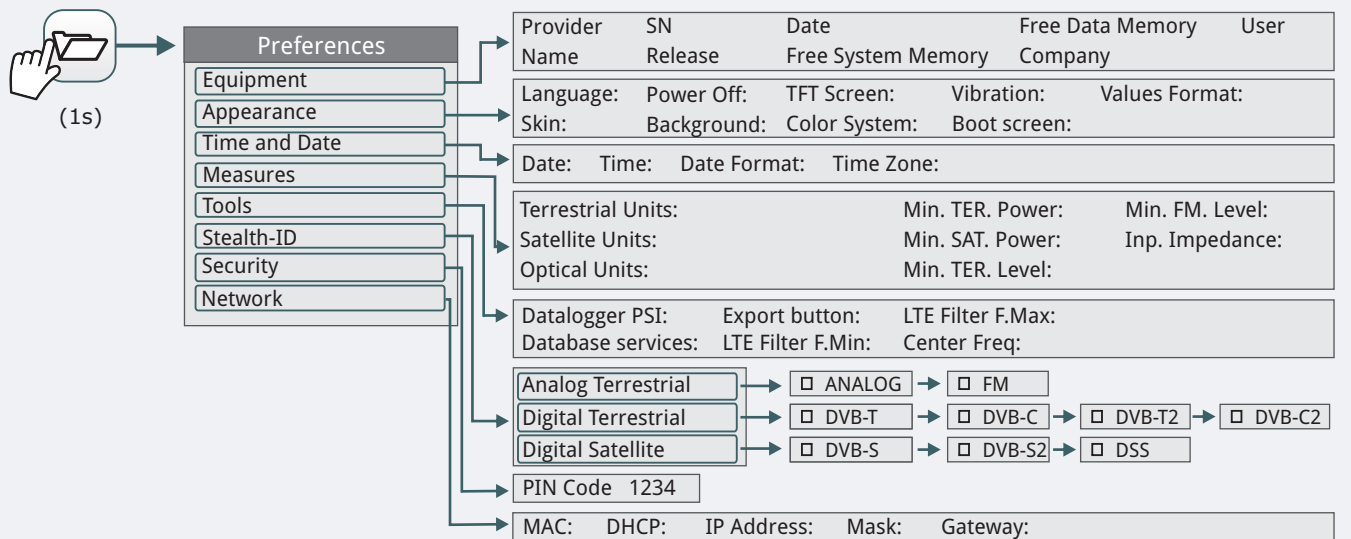 (1s)
Preferences
Equipment
Appearance
Time and Date
Measures
Tools
Stealth-ID
Security
Network
Provider SN Date Free Data Memory User
Name Release Free System Memory Company
Language: Power Off: TFT Screen: Vibration: Values Format:
Skin: Background: Color System: Boot screen:
Date: Time: Date Format: Time Zone:
Terrestrial Units: Min. TER. Power: Min. FM. Level:
Satellite Units: Min. SAT. Power: Inp. Impedance:
Optical Units: Min. TER. Level:
Datalogger PSI: Export button: LTE Filter F.Max:
Database services: LTE Filter F.Min: Center Freq:
Analog Terrestrial ANALOG FM
Digital Terrestrial DVB-T DVB-C DVB-T2 DVB-C2
Digital Satellite DVB-S DVB-S2 DSS
PIN Code 1234
MAC: DHCP: IP Address: Mask: Gateway: